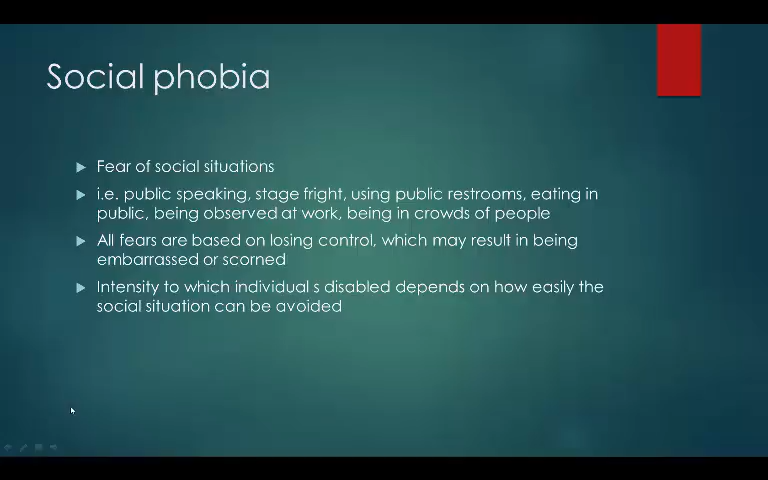 Social phobia
Fear of social situations
i.e. public speaking, stage fright, using public restrooms, eating in
public, being observed at work, being in crowds of people
All fears are based on losing control, which may result in being
embarrassed or scorned
Intensity to which individual s disabled depends on how easily the
social situation can be avoided